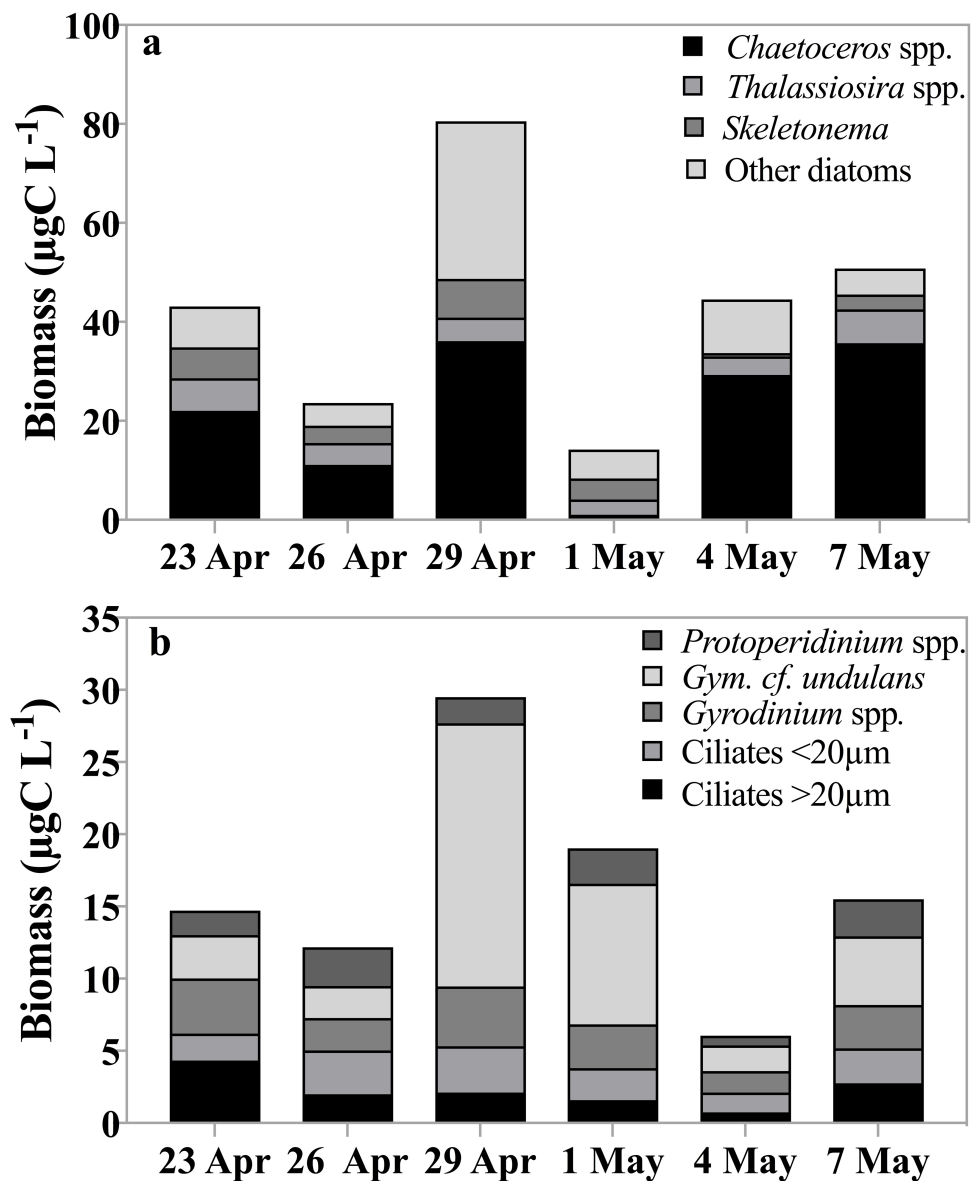 a
Biomass (µgC L⁻¹)
100
80
60
40
20
0
Chaetoceros spp.
Thalassiosira spp.
Skeletonema
Other diatoms
23 Apr 26 Apr 29 Apr 1 May 4 May 7 May
b
Biomass (µgC L⁻¹)
35
30
25
20
15
10
5
0
Protoperidinium spp.
Gym. cf. undulans
Gyrodinium spp.
Ciliates <20µm
Ciliates >20µm
23 Apr 26 Apr 29 Apr 1 May 4 May 7 May